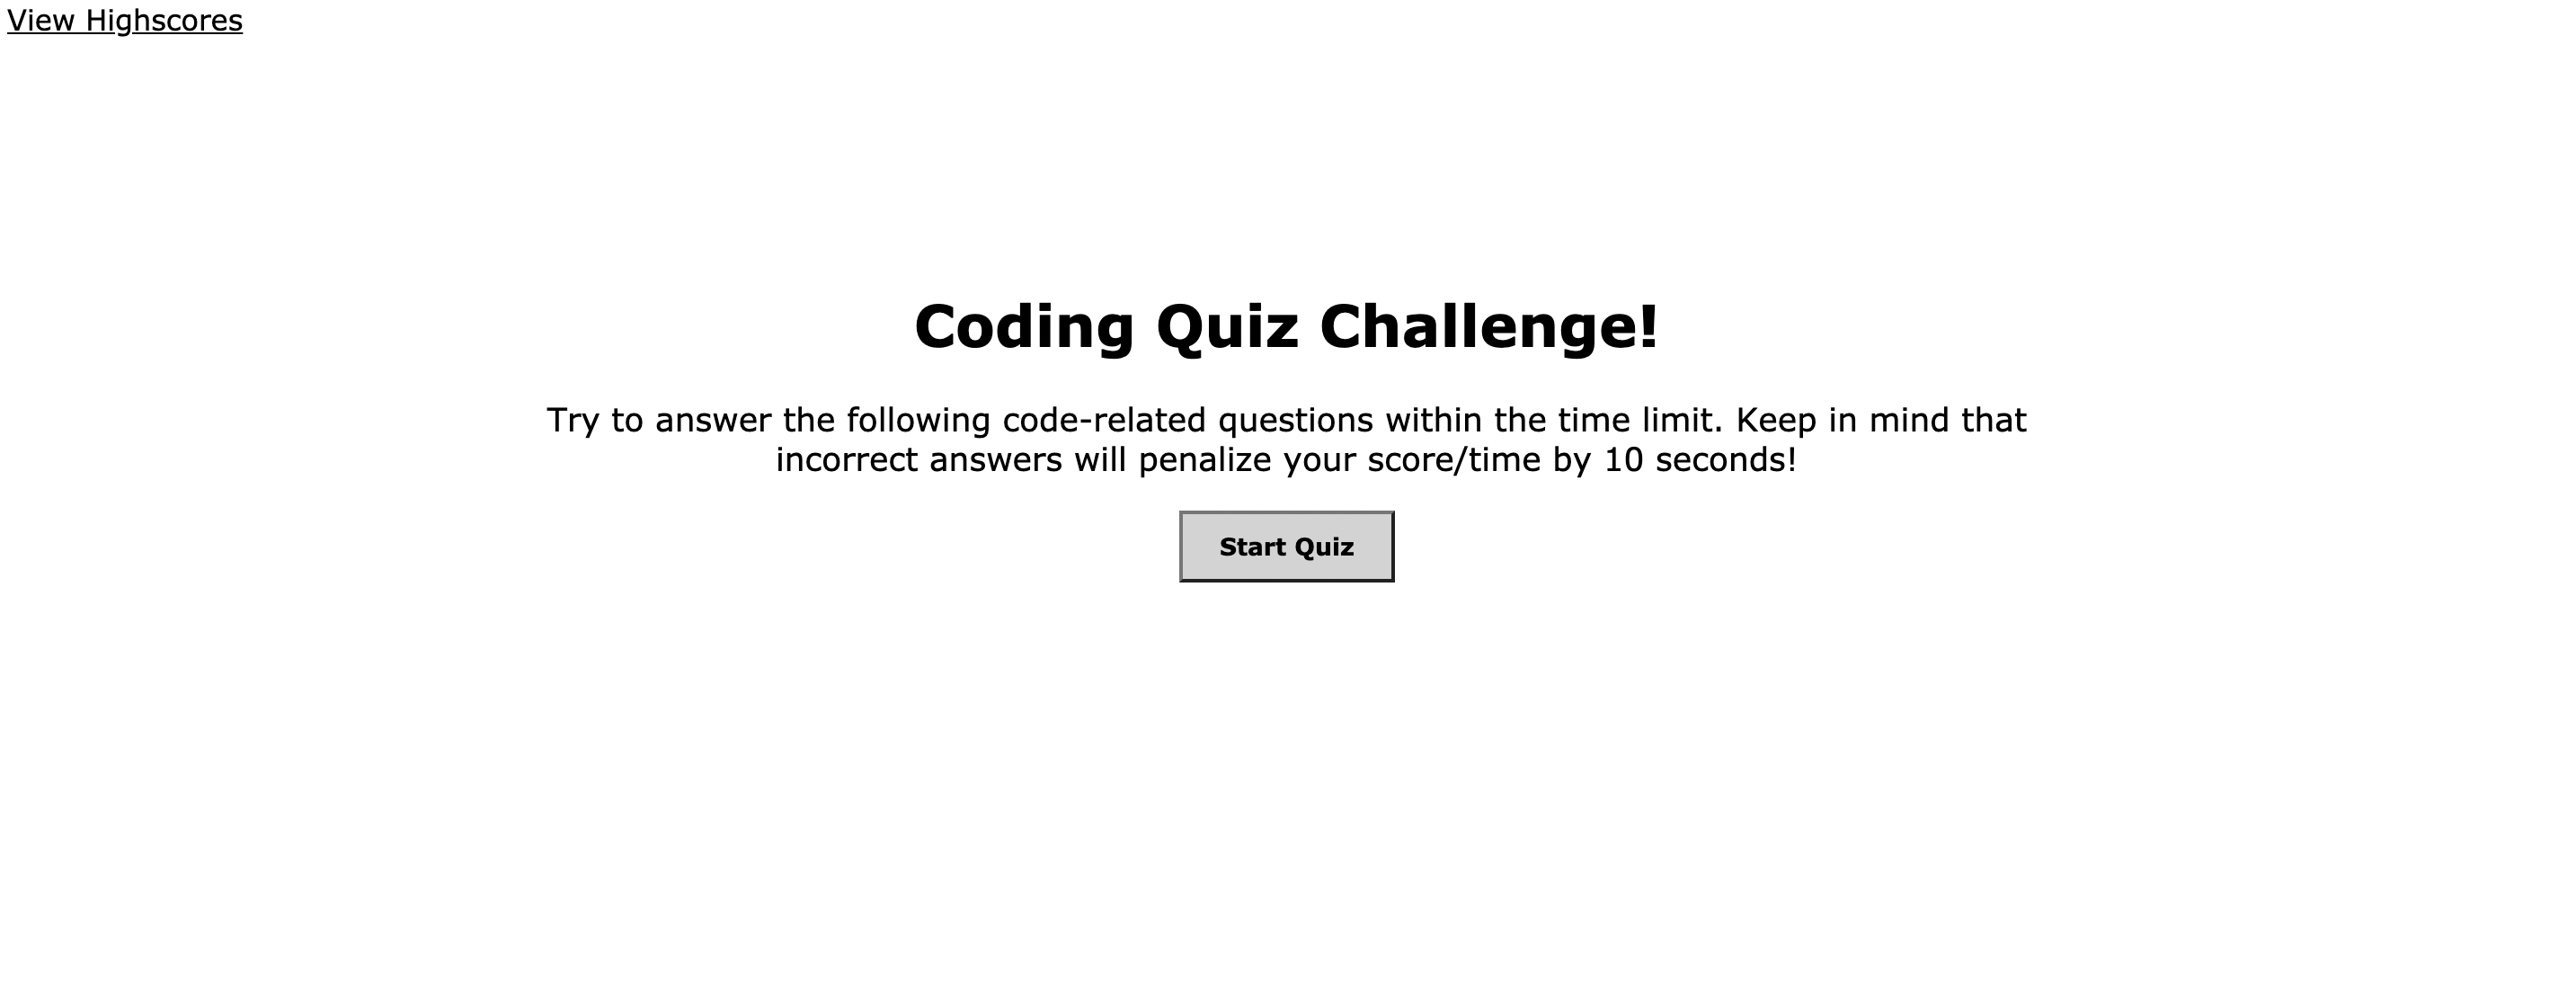 View Highscores
Coding Quiz Challenge!
Try to answer the following code-related questions within the time limit. Keep in mind that
incorrect answers will penalize your score/time by 10 seconds!
Start Quiz